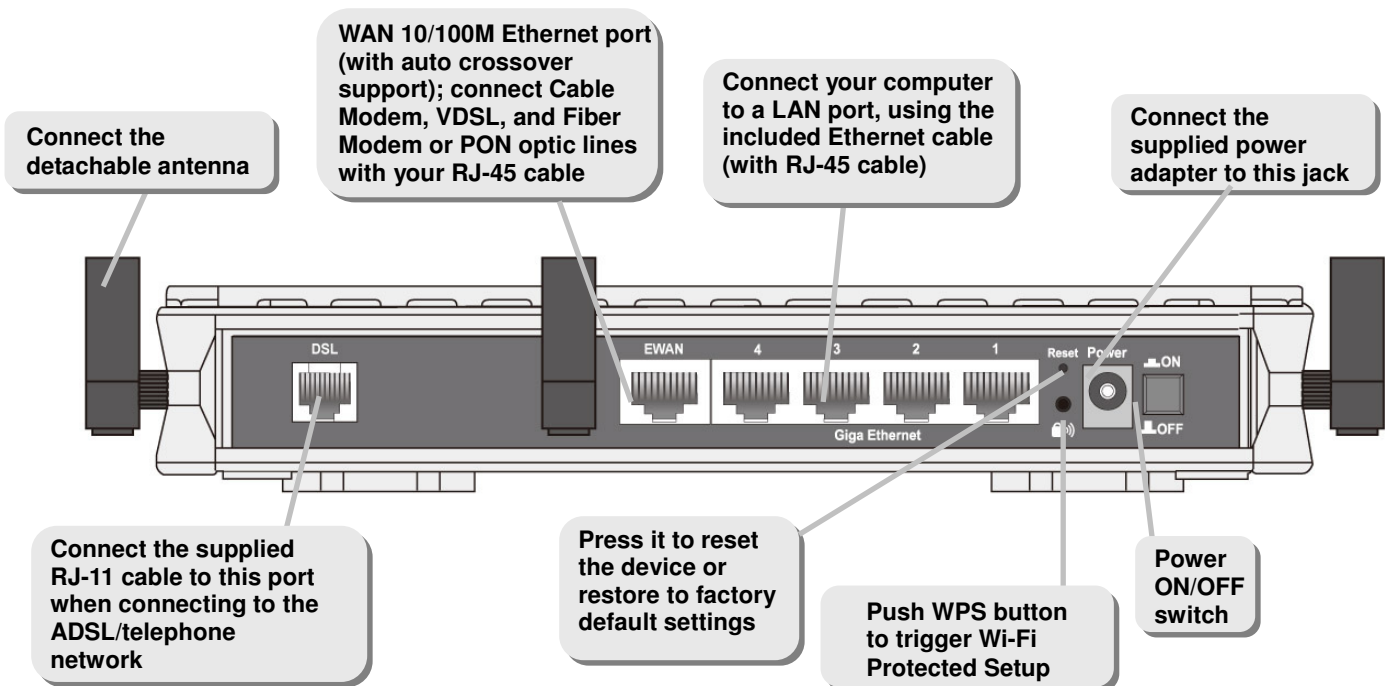 WAN 10/100M Ethernet port
(with auto crossover
support); connect Cable
Modem, VDSL, and Fiber
Modem or PON optic lines
with your RJ-45 cable
Connect your computer
to a LAN port, using the
included Ethernet cable
(with RJ-45 cable)
Connect the
supplied power
adapter to this jack
Connect the
detachable antenna
DSL
EWAN
4
3
2
1
Reset
Power
ON
OFF
Giga Ethernet
Connect the supplied
RJ-11 cable to this port
when connecting to the
ADSL/telephone
network
Press it to reset
the device or
restore to factory
default settings
Push WPS button
to trigger Wi-Fi
Protected Setup
Power
ON/OFF
switch